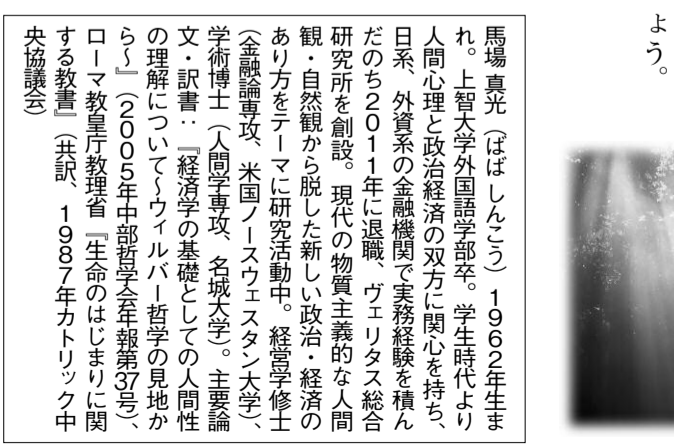 ょう。
馬場 真光（ばば しんこう）１９６２年生ま
れ。上智大学外国語学部卒。学生時代より
人間心理と政治経済の双方に関心を持ち、
日系、外資系の金融機関で実務経験を積ん
だのち２０１１年に退職、ヴェリタス総合
研究所を創設。現代の物質主義的な人間
観・自然観から脱した新しい政治・経済の
あり方をテーマに研究活動中。経営学修士
（金融論専攻、米国ノースウェスタン大学）、
学術博士（人間学専攻、名城大学）。主要論
文・訳書：『経済学の基礎としての人間性
の理解について〜ウィルバー哲学の見地か
ら〜』（２００５年中部哲学会年報第37号）、
ローマ教皇庁教理省『生命のはじまりに関
する教書』（共訳、１９８７年カトリック中
央協議会）